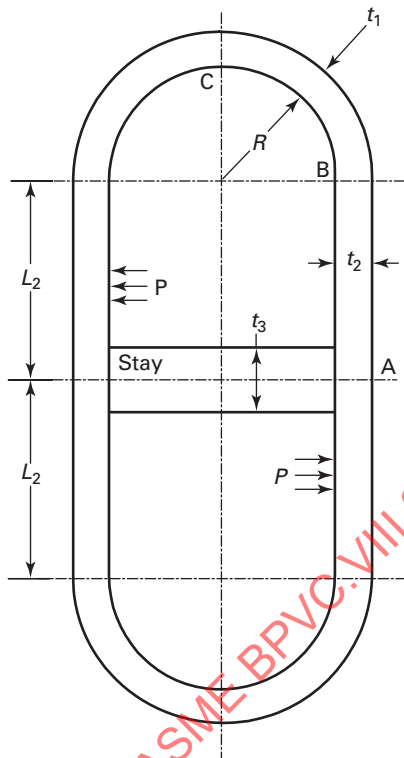 t₁
C
R
B
L₂
P
t₂
t₃
Stay
A
L₂
P
ASME BPVC.VIII.